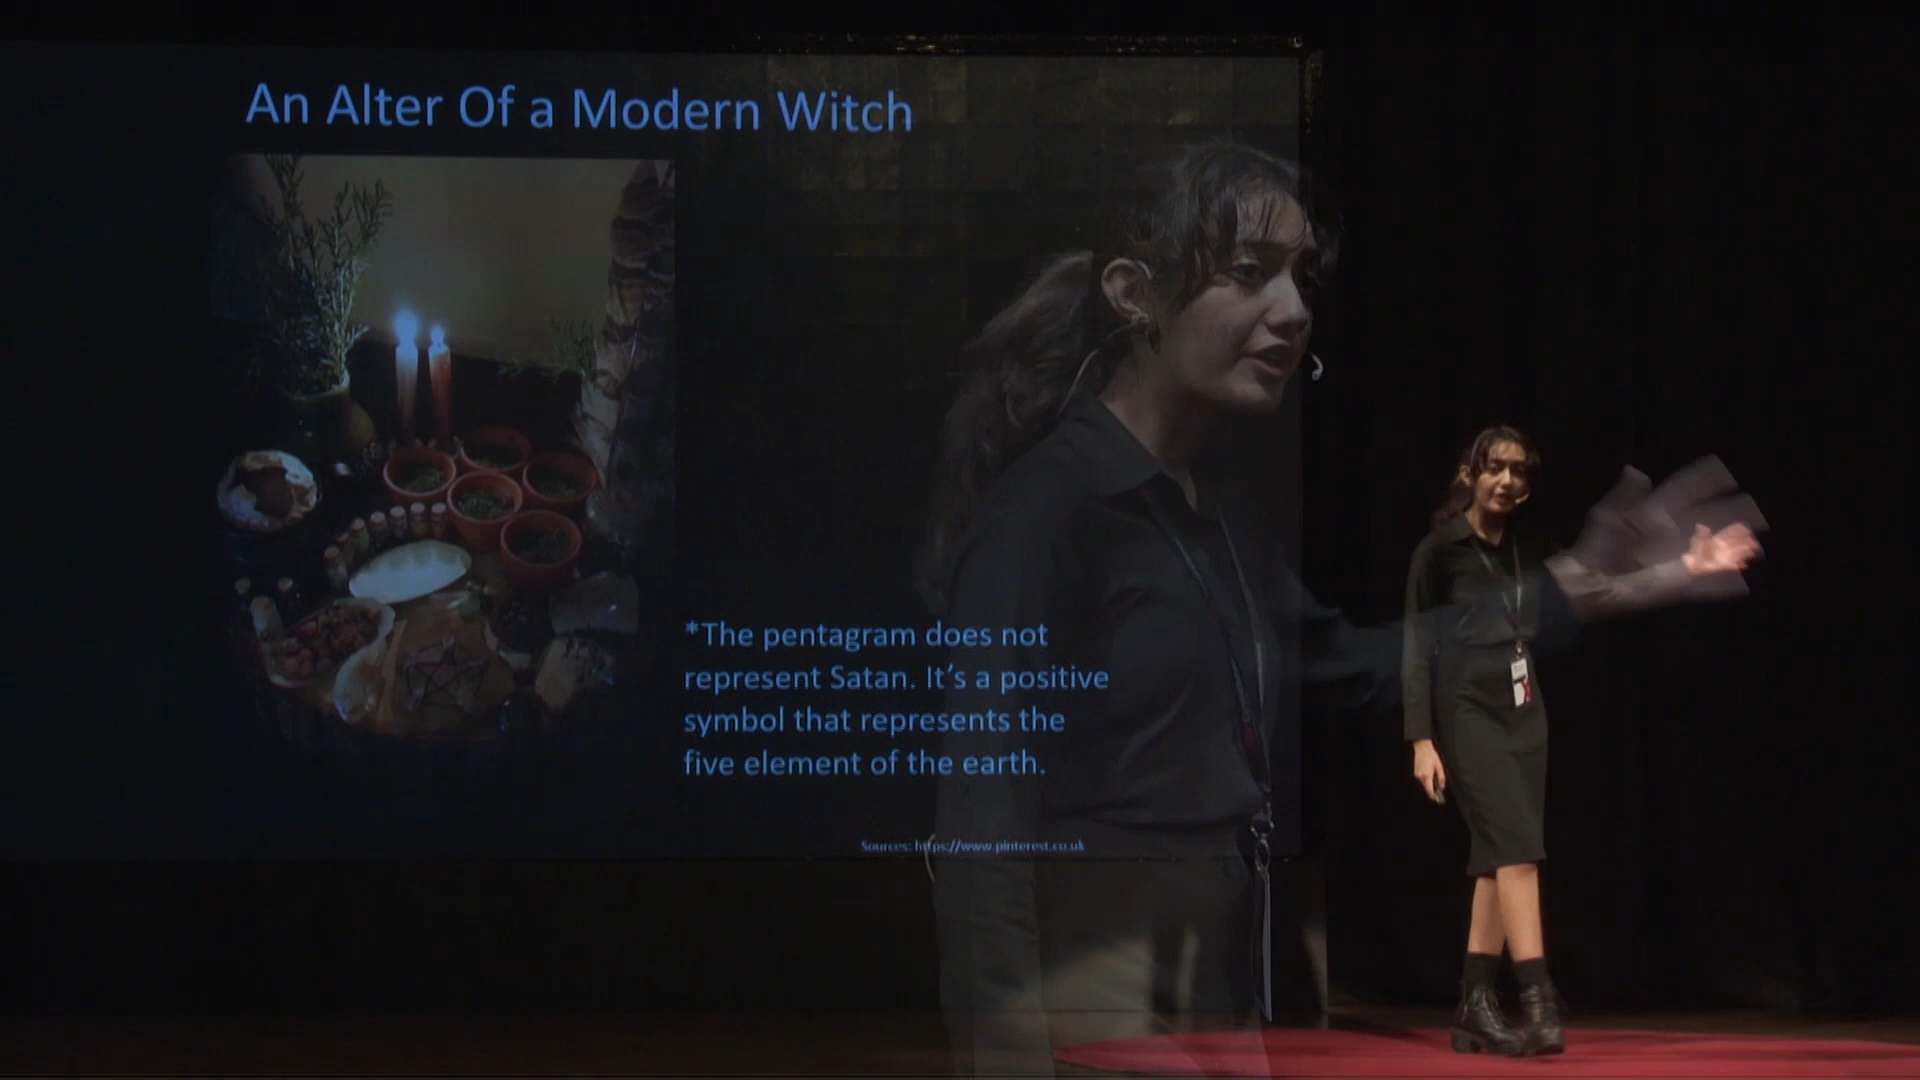 An Alter Of a Modern Witch
*The pentagram does not
represent Satan. It's a positive
symbol that represents the
five element of the earth.
Sources: https://www.pinterest.co.uk